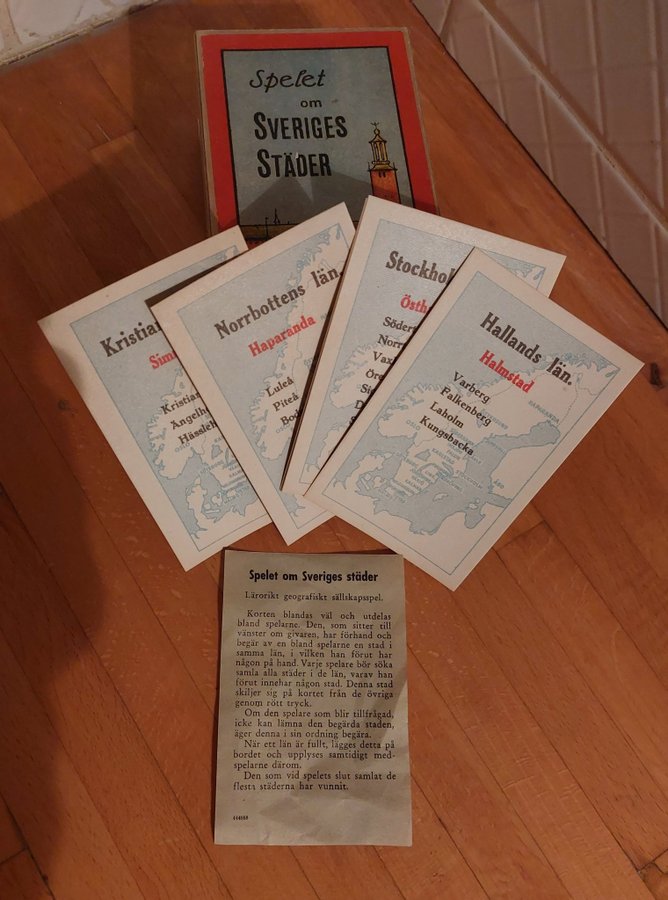 Spelet
om
SVERIGES
STÄDER
Kristian
Sim
Kristian
Angelh
Hässleh
Norrbottens län.
Haparanda
Luleå
Piteå
Bod
Stockhol
Östh
Södert
Norr
Vax
Öre
Si
Hallands län.
Halmstad
Varberg
Falkenberg
Laholm
Kungsbacka
Spelet om Sveriges städer
Lärorikt geografiskt sällskapsspel.
Korten blandas väl och utdelas
bland spelarne. Den, som sitter till
vänster om givaren, har förhand och
begär av en bland spelarne en stad i
samma län, i vilken han förut har
någon på hand. Varje spelare bör söka
samla alla städer i de län, varav han
förut innehar någon stad. Denna stad
skiljer sig på kortet från de övriga
genom rött tryck.
Om den spelare som blir tillfrågad,
icke kan lämna den begärda staden,
äger denna i sin ordning begära.
När ett län är fullt, lägges detta på
bordet och upplyses samtidigt med-
spelarne därom.
Den som vid spelets slut samlat de
flesta städerna har vunnit.